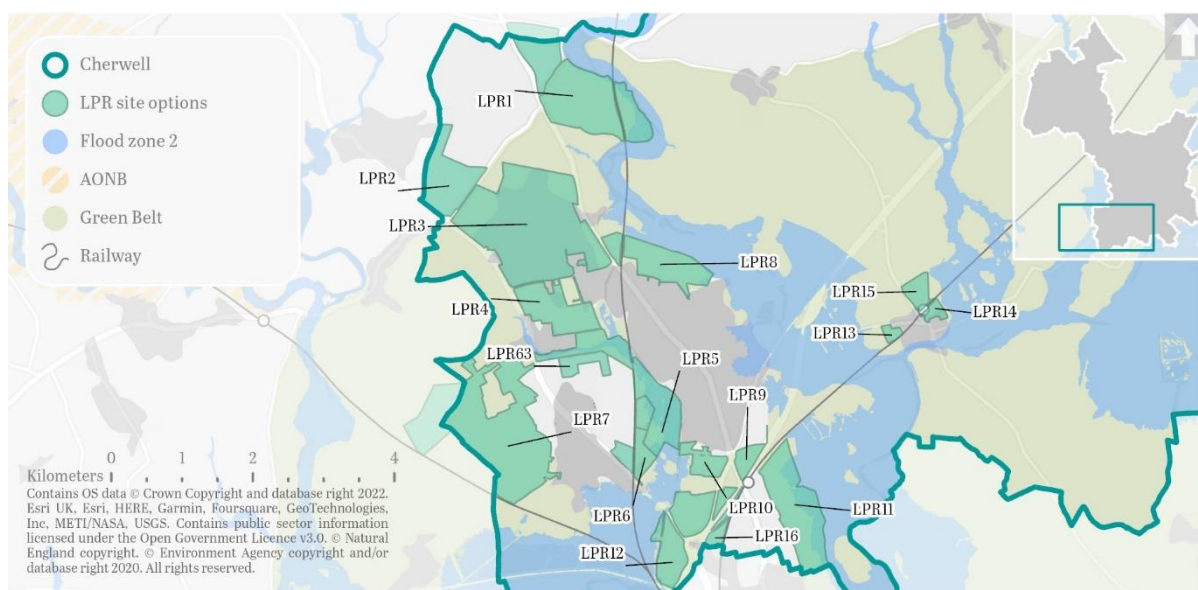 Cherwell
LPR site options
Flood zone 2
AONB
Green Belt
Railway
LPR1
LPR2
LPR3
LPR8
LPR15
LPR14
LPR4
LPR13
LPR63
LPR5
LPR9
LPR7
0 1 2 4
Kilometers
Contains OS data © Crown Copyright and database right 2022.
Esri UK, Esri, HERE, Garmin, Foursquare, GeoTechnologies,
Inc, METI/NASA, USGS. Contains public sector information
licensed under the Open Government Licence v3.0. © Natural
England copyright. © Environment Agency copyright and/or
database right 2020. All rights reserved.
LPR10
LPR11
LPR6
LPR16
LPR12